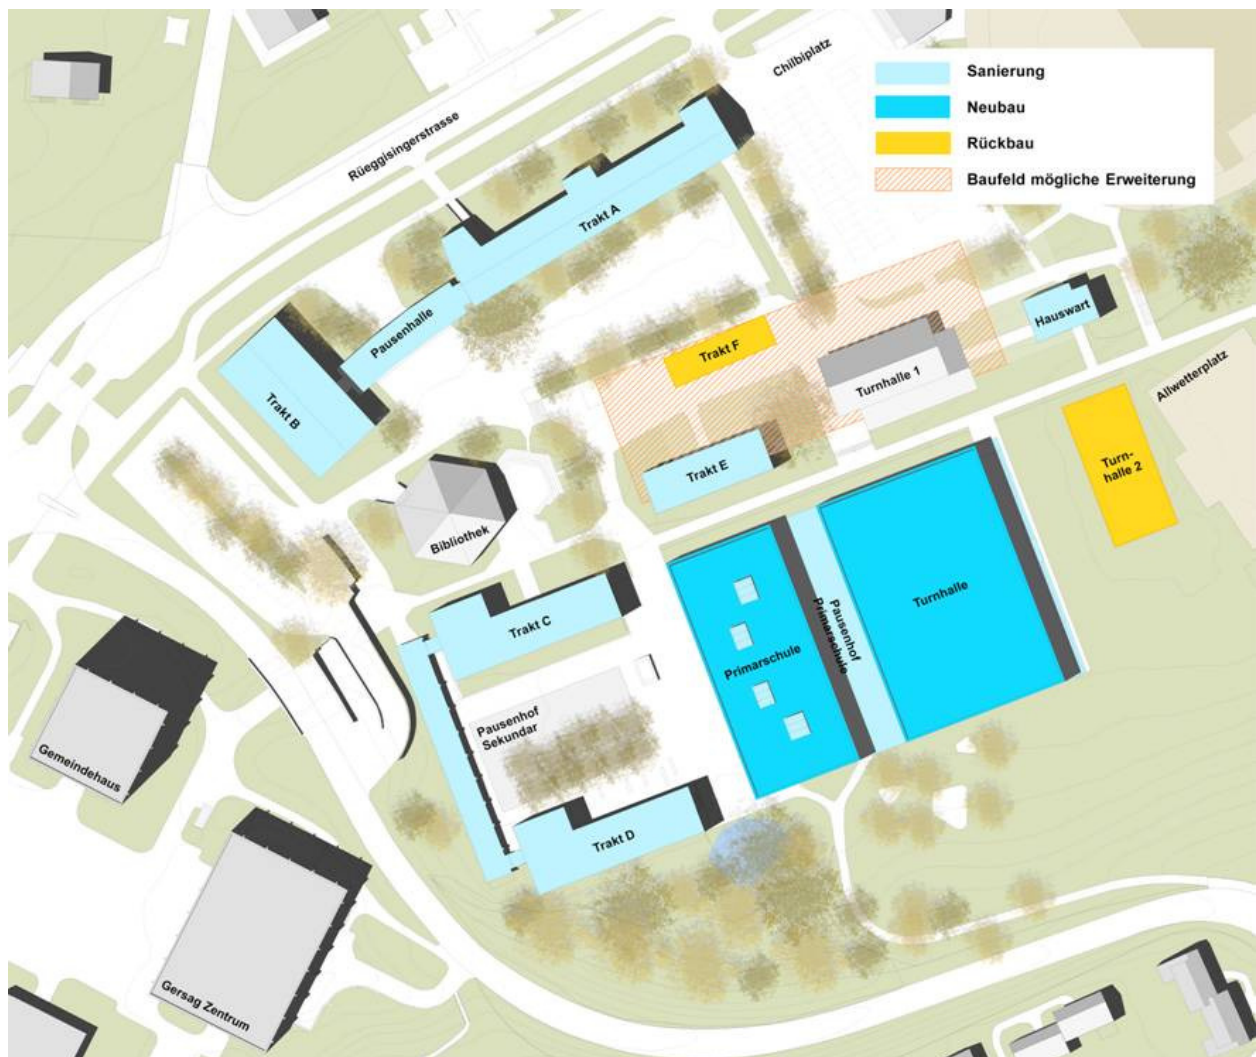 Chilbiplatz
Sanierung
Neubau
Rückbau
Baufeld mögliche Erweiterung
Rüeggisingerstrasse
Trakt A
Pausenhalle
Trakt B
Hauswart
Trakt F
Turnhalle 1
Allwetterplatz
Trakt E
Turn-
halle 2
Bibliothek
Turnhalle
Pausenhof
Primarschule
Trakt C
Primarschule
Pausenhof
Sekundar
Gemeindehaus
Trakt D
Gersag Zentrum